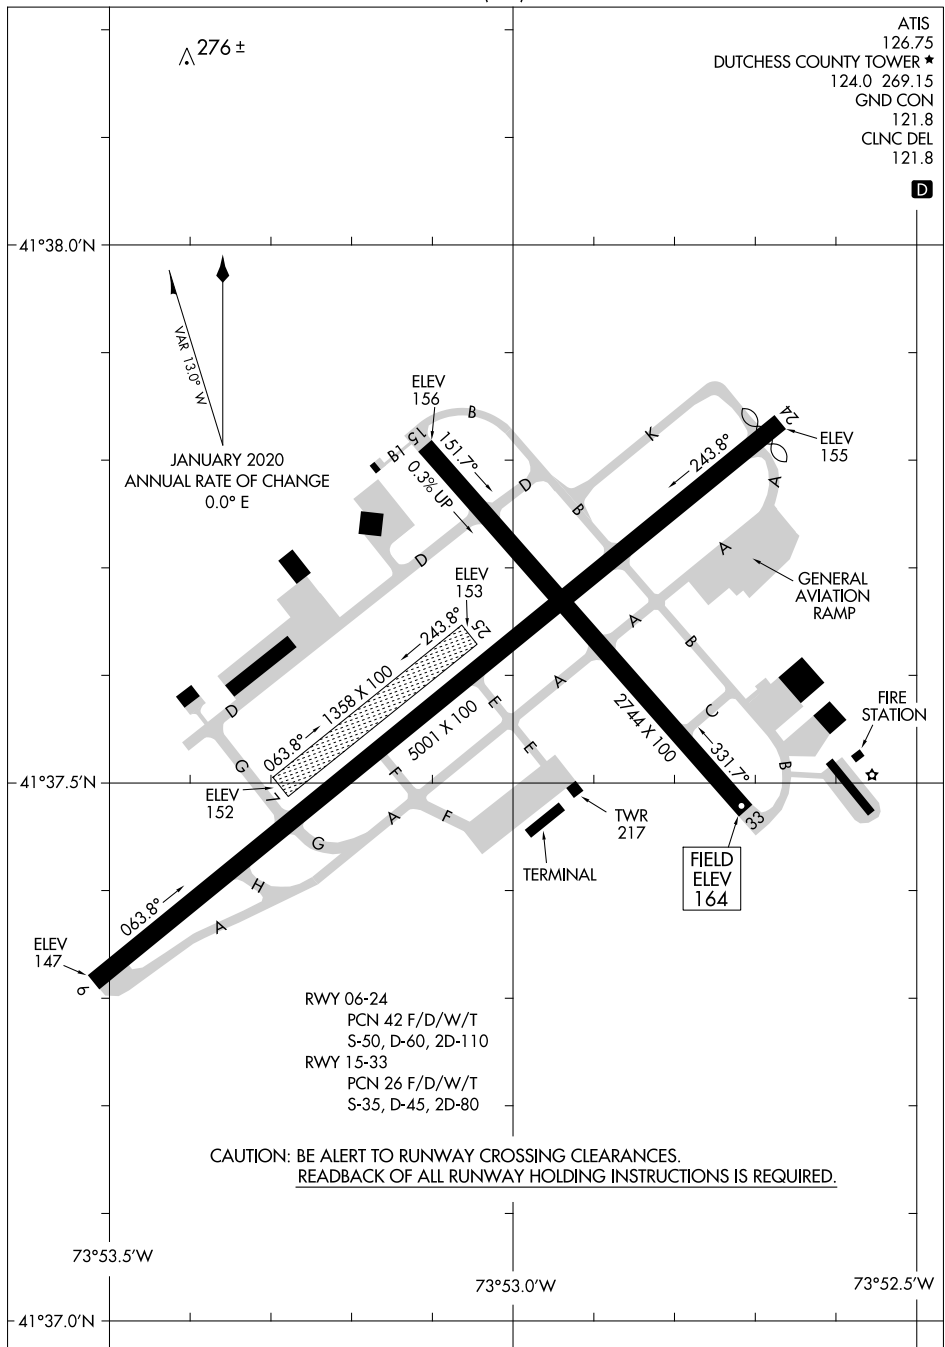 276 ±
ATIS
126.75
DUTCHESS COUNTY TOWER ★
124.0 269.15
GND CON
121.8
CLNC DEL
121.8
D
41°38.0'N
VAR 13.0° W
JANUARY 2020
ANNUAL RATE OF CHANGE
0.0° E
ELEV
156
15
B1
B
151.7°
0.3% UP
D
K
B
24
243.8°
ELEV
155
A
A
GENERAL
AVIATION
RAMP
D
ELEV
153
25
243.8°
1358 X 100
063.8°
7
ELEV
152
D
G
5001 X 100
E
E
A
A
B
2744 X 100
C
331.7°
B
33
FIRE
STATION
41°37.5'N
F
F
A
G
G
H
A
TWR
217
TERMINAL
FIELD
ELEV
164
063.8°
ELEV
147
6
RWY 06-24
PCN 42 F/D/W/T
S-50, D-60, 2D-110
RWY 15-33
PCN 26 F/D/W/T
S-35, D-45, 2D-80
CAUTION: BE ALERT TO RUNWAY CROSSING CLEARANCES.
READBACK OF ALL RUNWAY HOLDING INSTRUCTIONS IS REQUIRED.
73°53.5'W
73°53.0'W
73°52.5'W
41°37.0'N